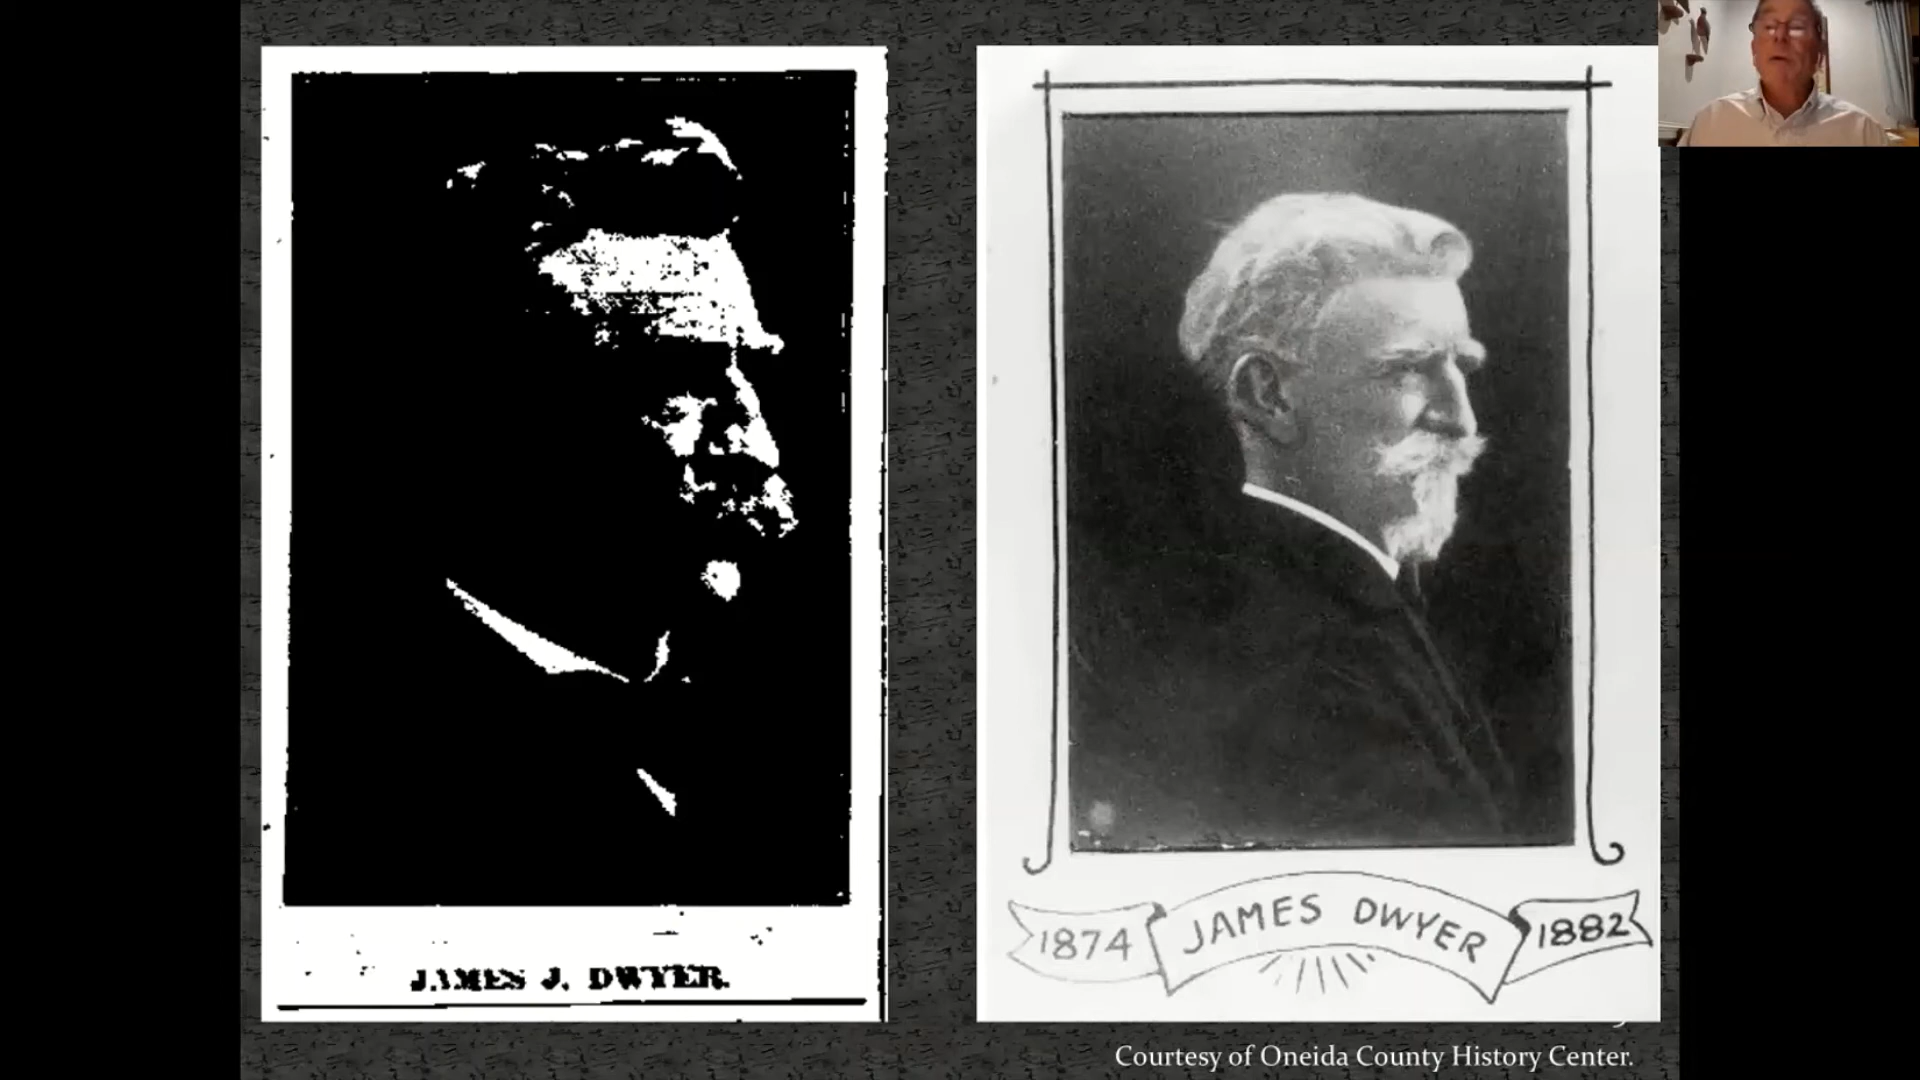 JAMES J. DWYER.
1874 JAMES DWYER 1882
Courtesy of Oneida County History Center.